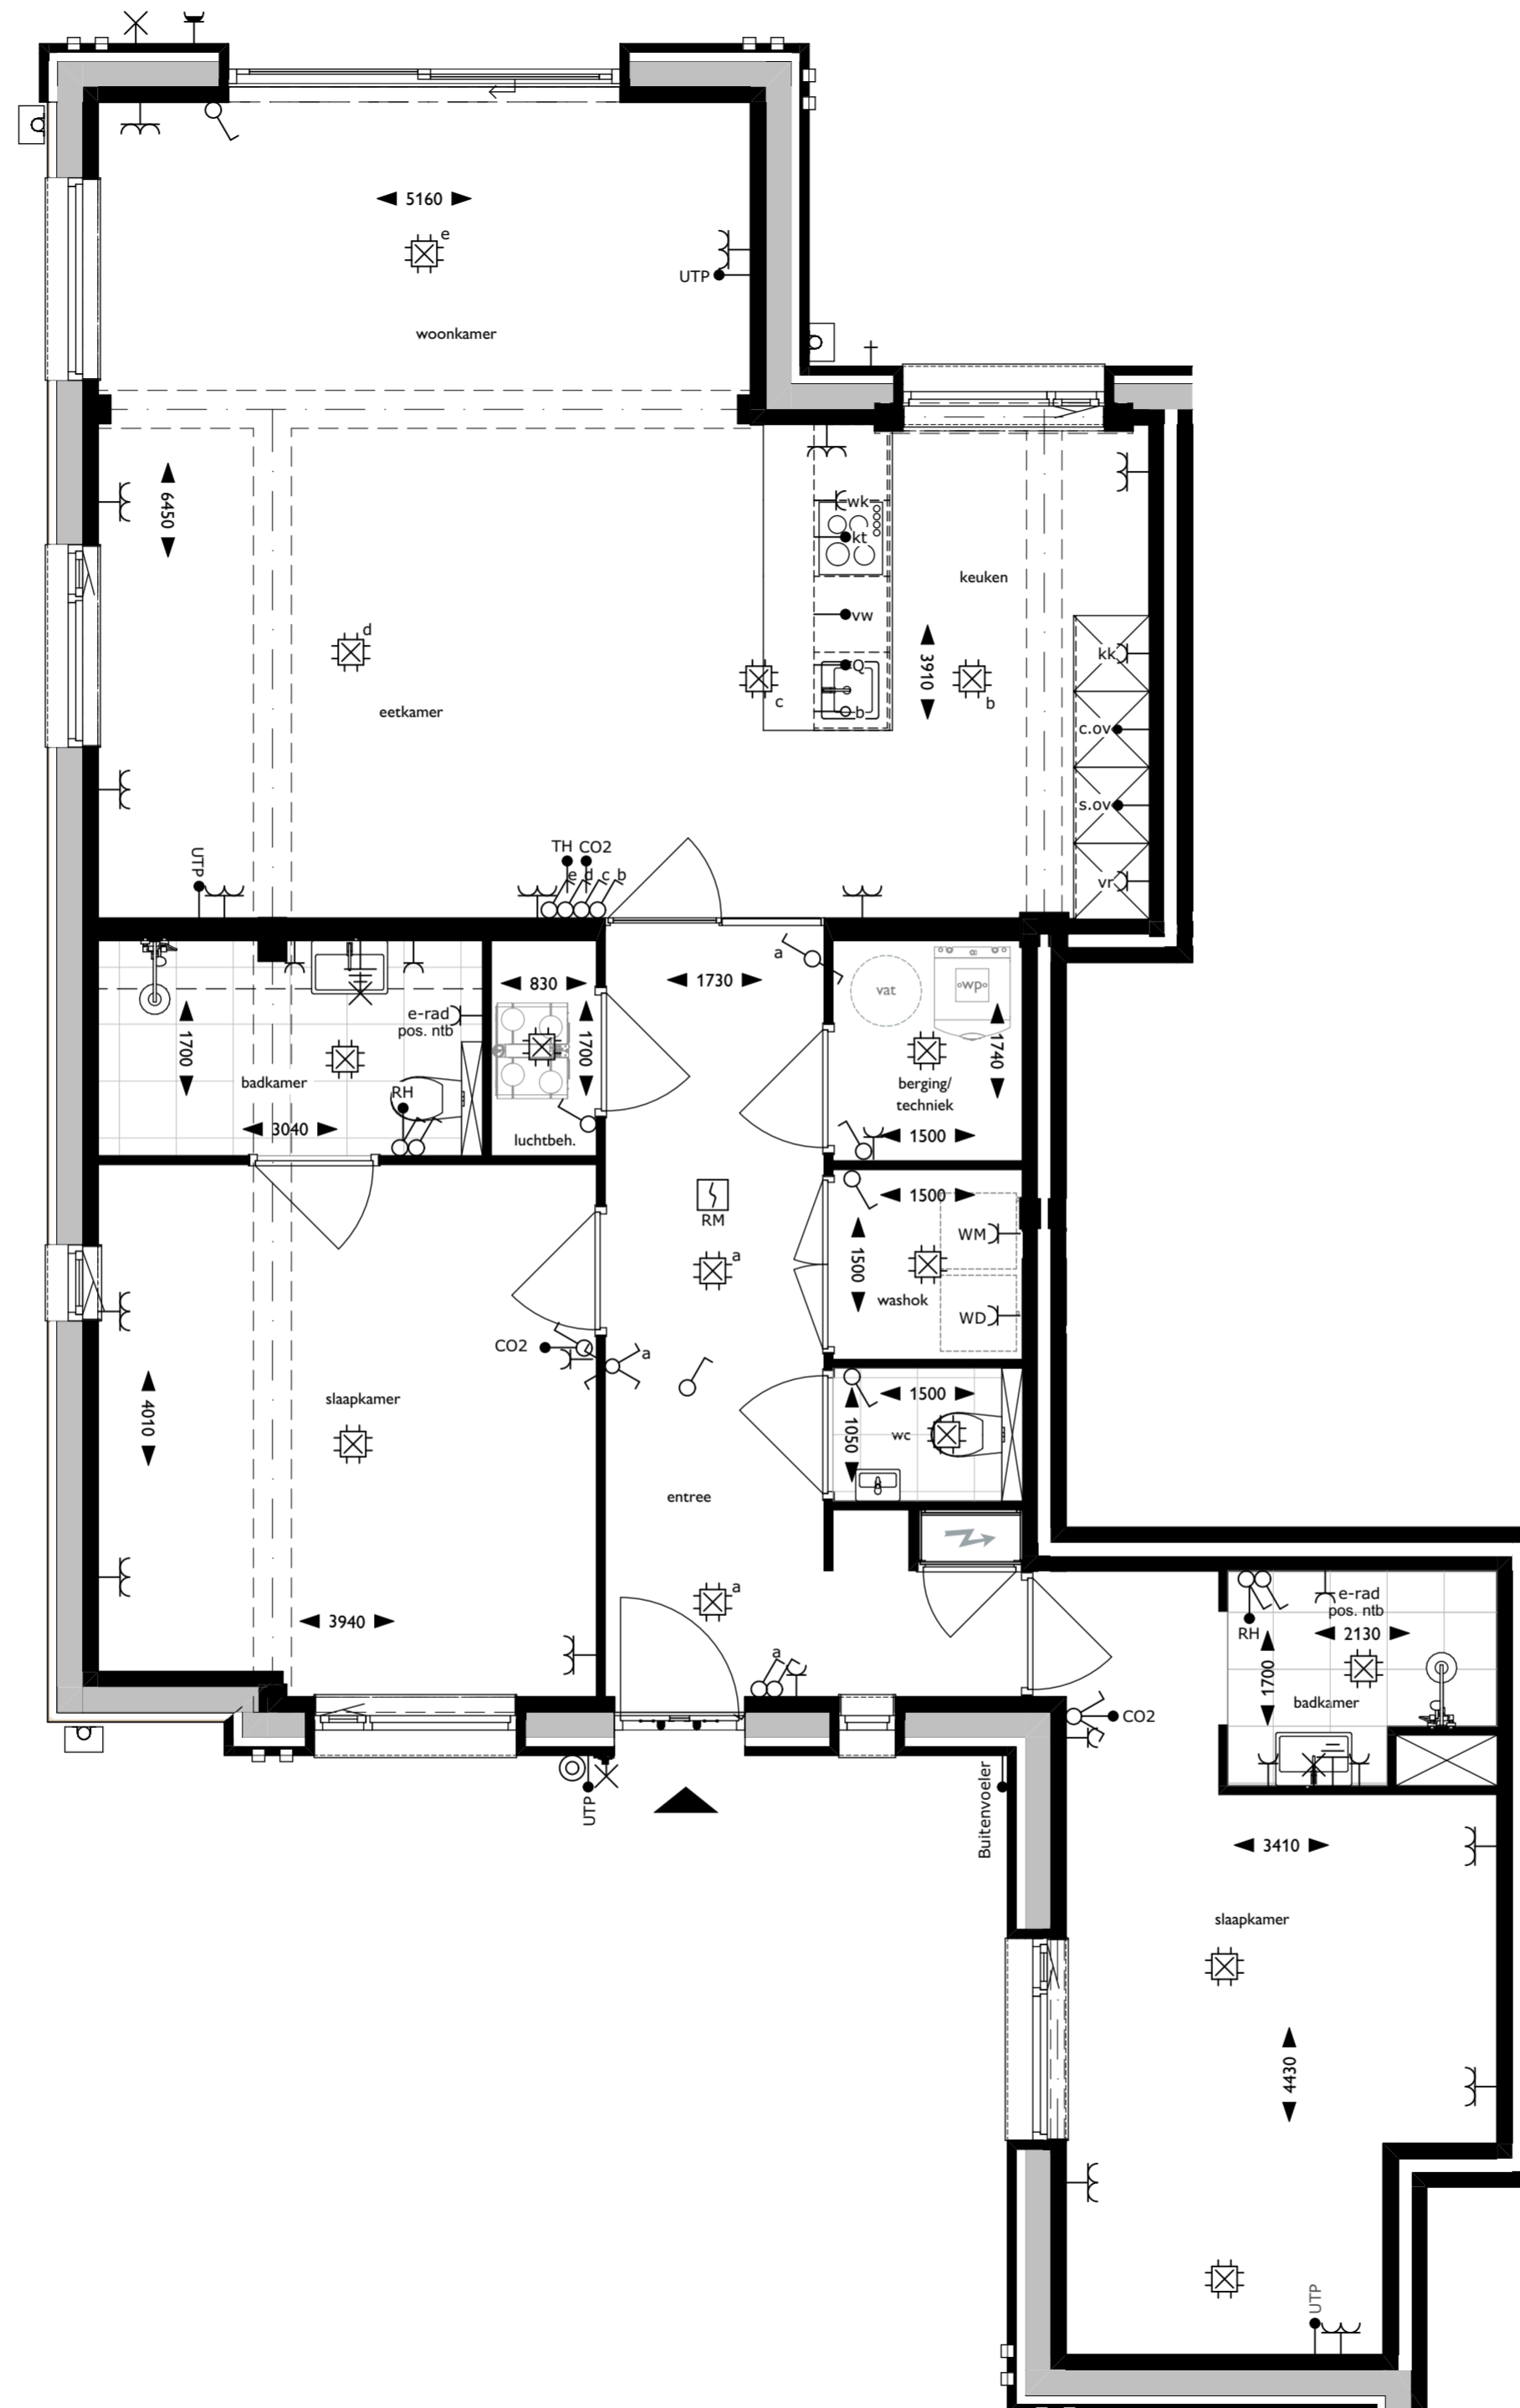 5160
e
UTP
woonkamer
6450
wk
kt
keuken
vw
d
kk
Q
3910
c
b
b
eetkamer
c.ov
s.ov
UTP
TH CO2
e d c b
vr
a
830
1730
vat
wp
e-rad
pos. ntb
1700
1700
1740
badkamer
RH
berging/
techniek
3040
luchtbeh.
1500
1500
RM
WM
a
1500
washok
WD
CO2
a
slaapkamer
1500
4010
1050
wc
entree
a
e-rad
pos. ntb
3940
RH
2130
a
1700
badkamer
CO2
UTP
Buitenvoeler
3410
slaapkamer
4430
UTP